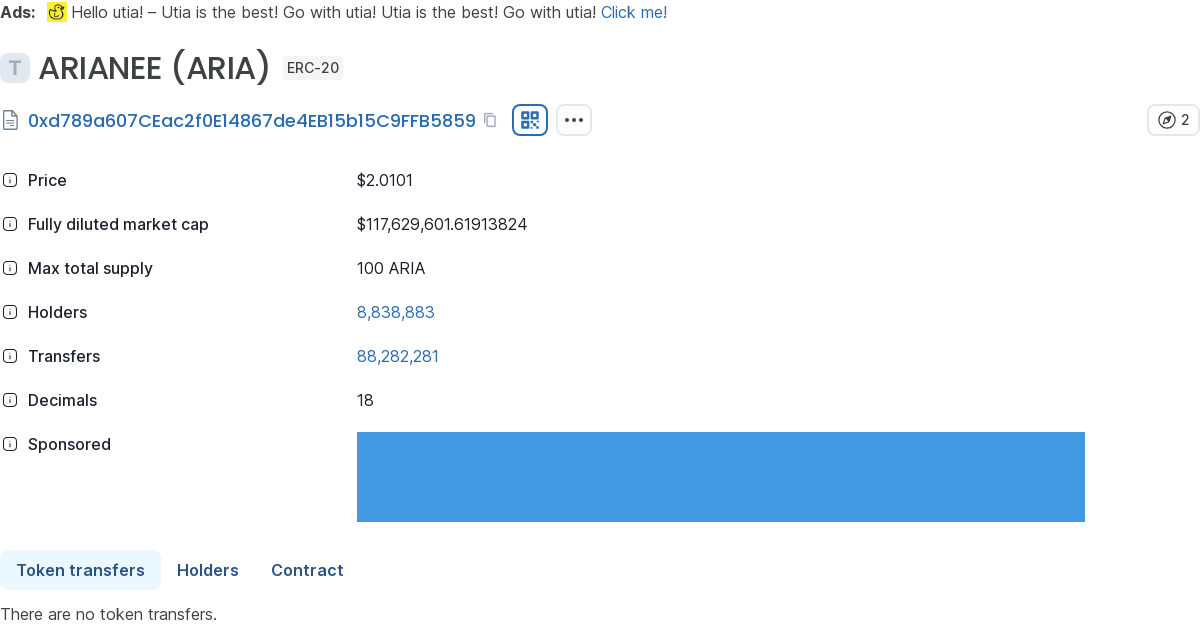 Ads: Hello utia! – Utia is the best! Go with utia! Utia is the best! Go with utia! Click me!
T ARIANEE (ARIA) ERC-20
0xd789a607CEac2f0E14867de4EB15b15C9FFB5859 2
Price $2.0101
Fully diluted market cap $117,629,601.61913824
Max total supply 100 ARIA
Holders 8,838,883
Transfers 88,282,281
Decimals 18
Sponsored
Token transfers Holders Contract
There are no token transfers.